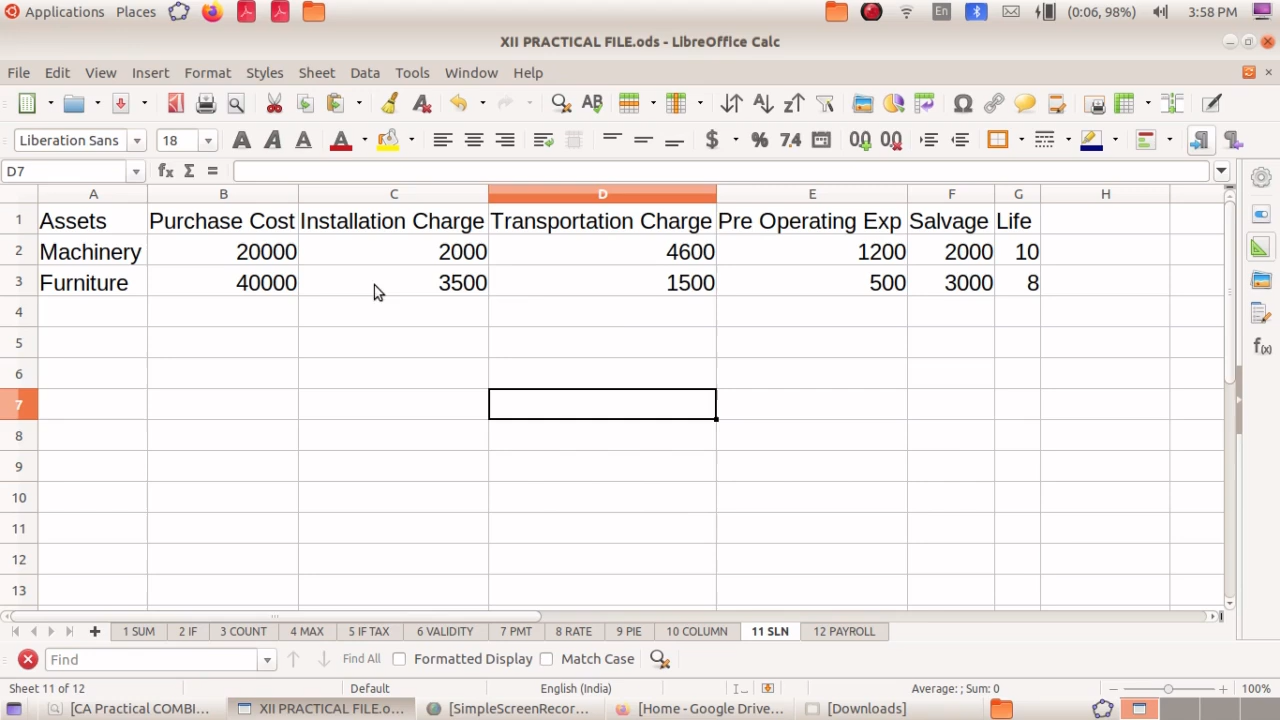 Applications Places En (0:06, 98%) 3:58 PM
XII PRACTICAL FILE.ods - LibreOffice Calc
File Edit View Insert Format Styles Sheet Data Tools Window Help
Liberation Sans 18 $ % 7.4
D7
A B C D E F G H
1 Assets Purchase Cost Installation Charge Transportation Charge Pre Operating Exp Salvage Life
2 Machinery 20000 2000 4600 1200 2000 10
3 Furniture 40000 3500 1500 500 3000 8
4
5
6
7
8
9
10
11
12
13
1 SUM 2 IF 3 COUNT 4 MAX 5 IF TAX 6 VALIDITY 7 PMT 8 RATE 9 PIE 10 COLUMN 11 SLN 12 PAYROLL
Find Find All Formatted Display Match Case
Sheet 11 of 12 Default English (India) Average: ; Sum: 0 100%
[CA Practical COMBI... XII PRACTICAL FILE.o... [SimpleScreenRecor... [Home - Google Drive... [Downloads]